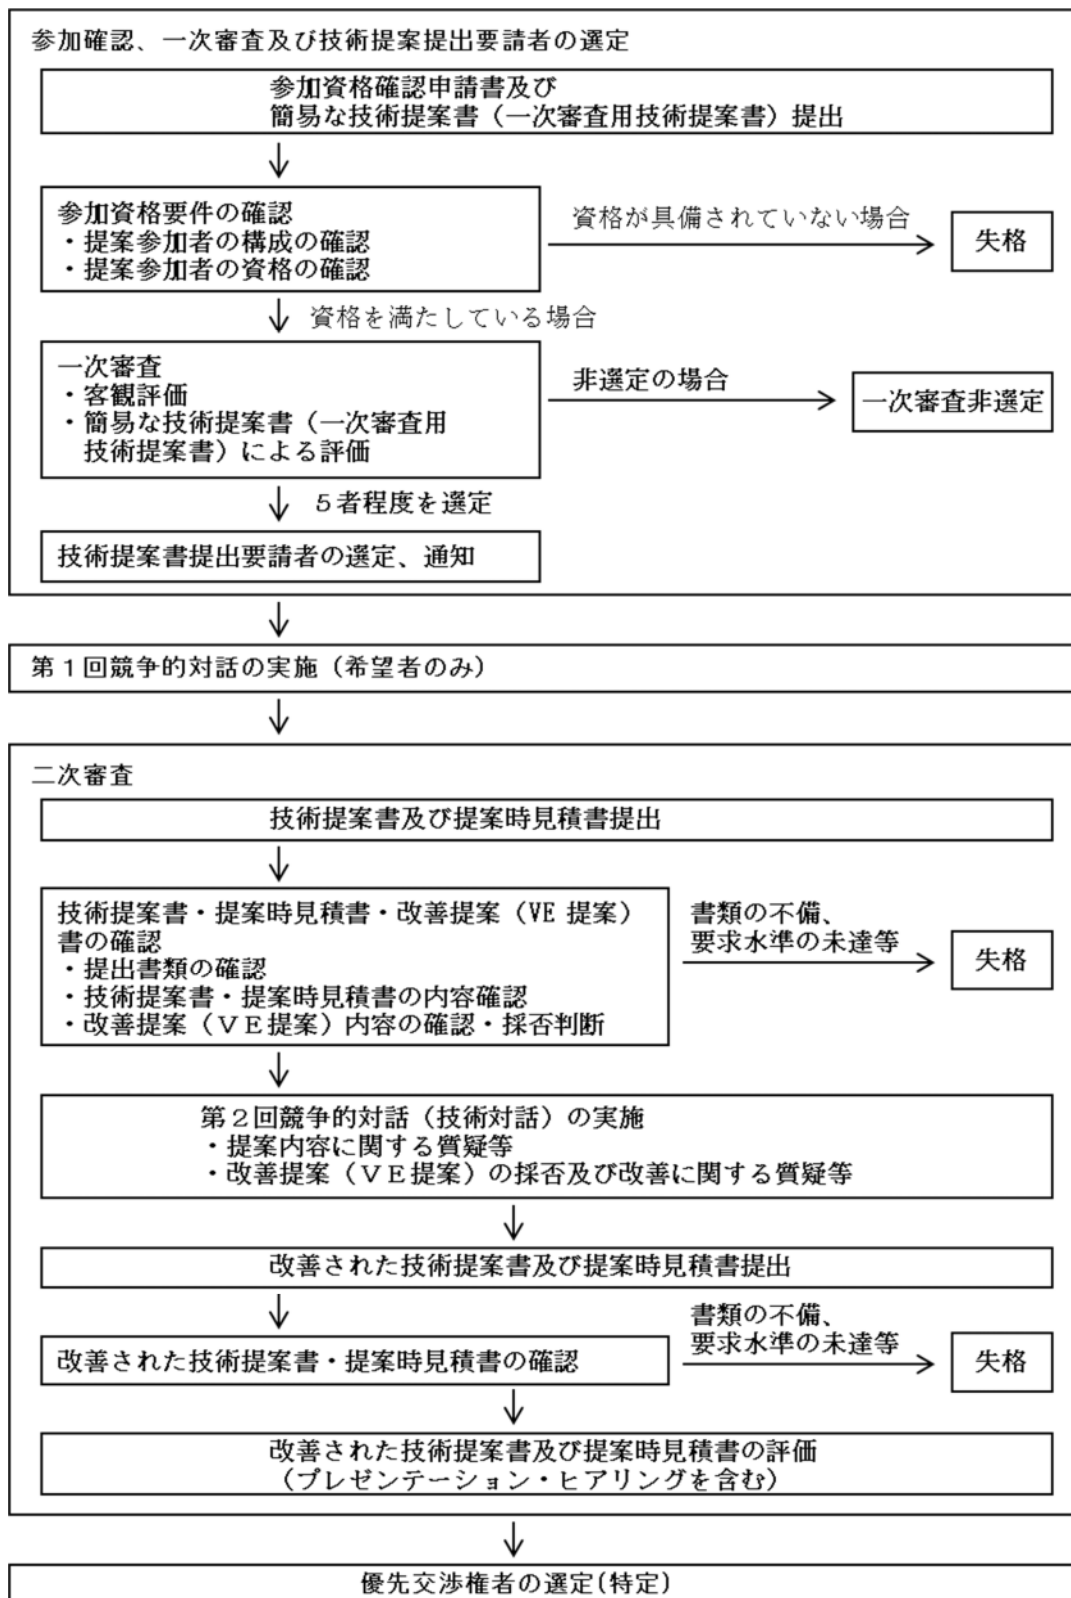 参加確認、一次審査及び技術提案提出要請者の選定
参加資格確認申請書及び
簡易な技術提案書（一次審査用技術提案書）提出
参加資格要件の確認
・提案参加者の構成の確認
・提案参加者の資格の確認
資格が具備されていない場合
失格
資格を満たしている場合
一次審査
・客観評価
・簡易な技術提案書（一次審査用
技術提案書）による評価
非選定の場合
一次審査非選定
５者程度を選定
技術提案書提出要請者の選定、通知
第１回競争的対話の実施（希望者のみ）
二次審査
技術提案書及び提案時見積書提出
技術提案書・提案時見積書・改善提案（VE 提案）
書の確認
・提出書類の確認
・技術提案書・提案時見積書の内容確認
・改善提案（ＶＥ提案）内容の確認・採否判断
書類の不備、
要求水準の未達等
失格
第２回競争的対話（技術対話）の実施
・提案内容に関する質疑等
・改善提案（ＶＥ提案）の採否及び改善に関する質疑等
改善された技術提案書及び提案時見積書提出
改善された技術提案書・提案時見積書の確認
書類の不備、
要求水準の未達等
失格
改善された技術提案書及び提案時見積書の評価
（プレゼンテーション・ヒアリングを含む）
優先交渉権者の選定(特定)